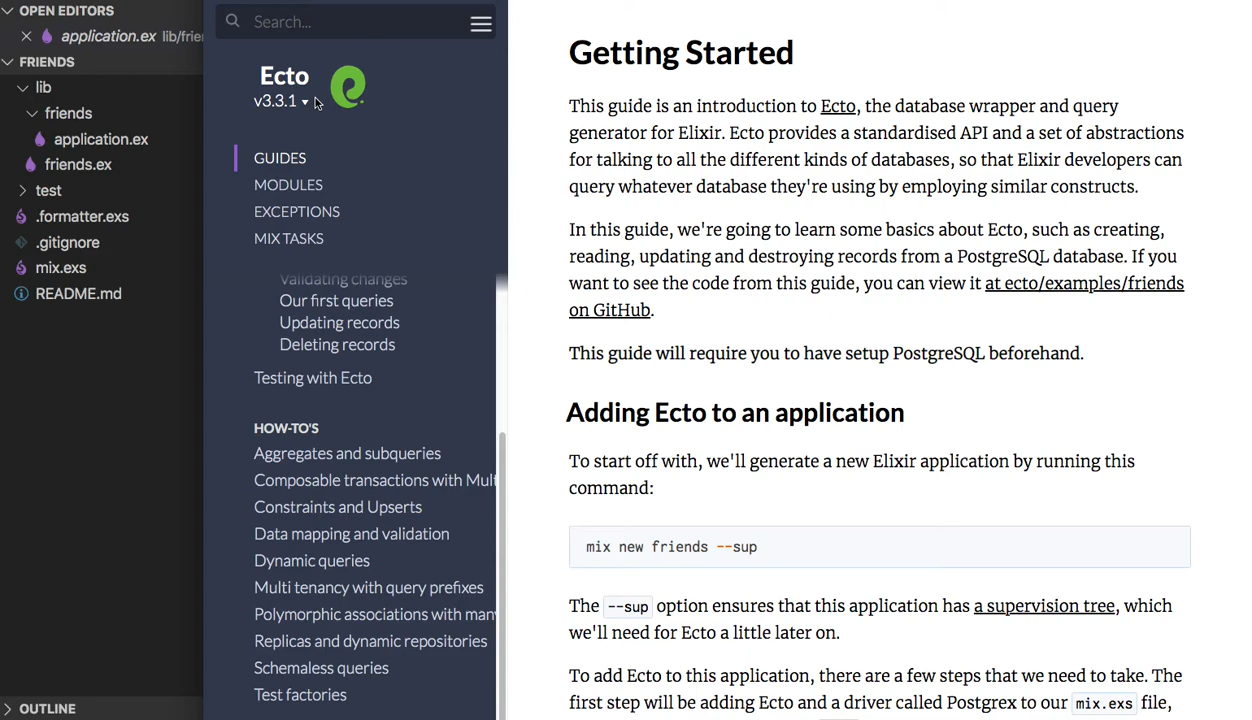 OPEN EDITORS
application.ex lib/frie
FRIENDS
lib
friends
application.ex
friends.ex
test
.formatter.exs
.gitignore
mix.exs
README.md
OUTLINE
Search...
Ecto
v3.3.1
GUIDES
MODULES
EXCEPTIONS
MIX TASKS
Validating changes
Our first queries
Updating records
Deleting records
Testing with Ecto
HOW-TO'S
Aggregates and subqueries
Composable transactions with Mult
Constraints and Upserts
Data mapping and validation
Dynamic queries
Multi tenancy with query prefixes
Polymorphic associations with man
Replicas and dynamic repositories
Schemaless queries
Test factories
Getting Started
This guide is an introduction to Ecto, the database wrapper and query
generator for Elixir. Ecto provides a standardised API and a set of abstractions
for talking to all the different kinds of databases, so that Elixir developers can
query whatever database they're using by employing similar constructs.
In this guide, we're going to learn some basics about Ecto, such as creating,
reading, updating and destroying records from a PostgreSQL database. If you
want to see the code from this guide, you can view it at ecto/examples/friends
on GitHub.
This guide will require you to have setup PostgreSQL beforehand.
Adding Ecto to an application
To start off with, we'll generate a new Elixir application by running this
command:
mix new friends --sup
The --sup option ensures that this application has a supervision tree, which
we'll need for Ecto a little later on.
To add Ecto to this application, there are a few steps that we need to take. The
first step will be adding Ecto and a driver called Postgrex to our mix.exs file,